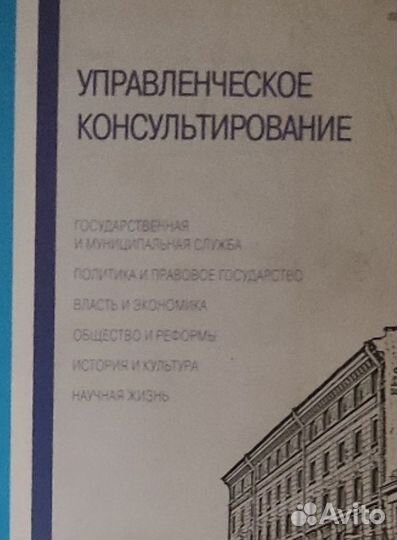 УПРАВЛЕНЧЕСКОЕ
КОНСУЛЬТИРОВАНИЕ
ГОСУДАРСТВЕННАЯ
И МУНИЦИПАЛЬНАЯ СЛУЖБА
ПОЛИТИКА И ПРАВОВОЕ ГОСУДАРСТВО
ВЛАСТЬ И ЭКОНОМИКА
ОБЩЕСТВО И РЕФОРМЫ
ИСТОРИЯ И КУЛЬТУРА
НАУЧНАЯ ЖИЗНЬ
Avito